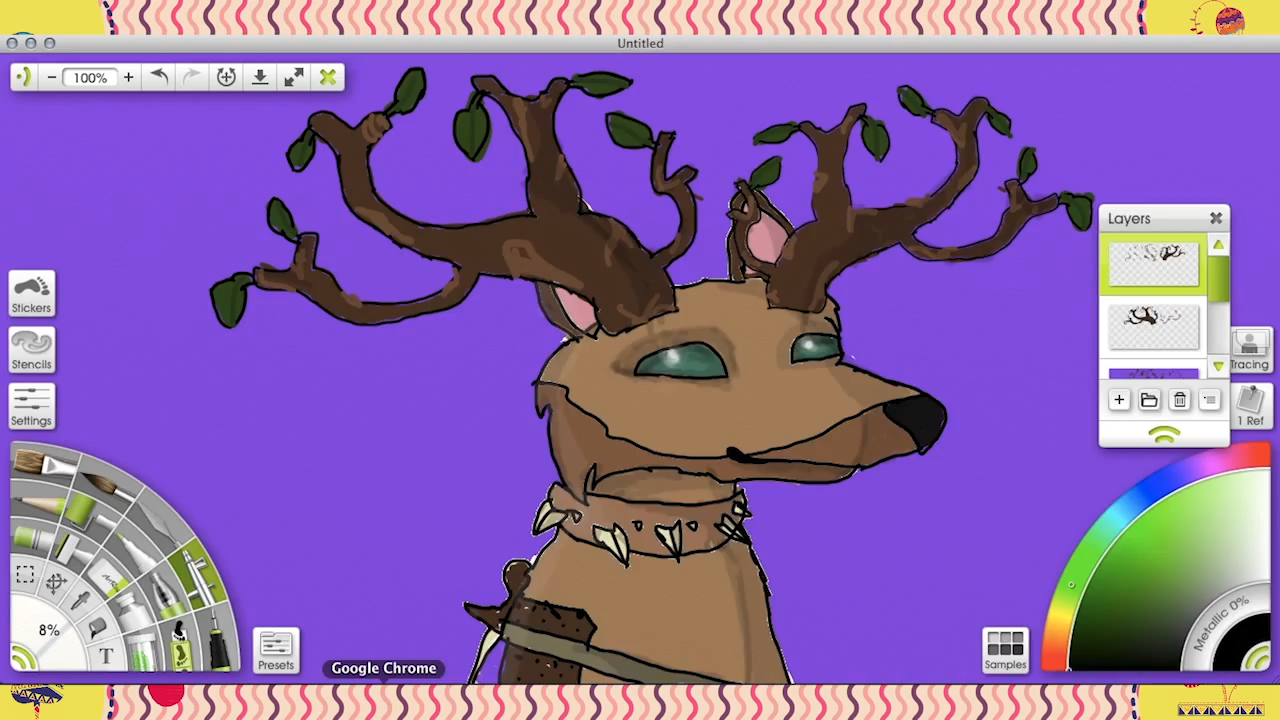 Untitled
100%
Layers
Stickers
Stencils
Settings
Tracing
1 Ref
8%
T
Presets
Google Chrome
Samples
Metallic 0%